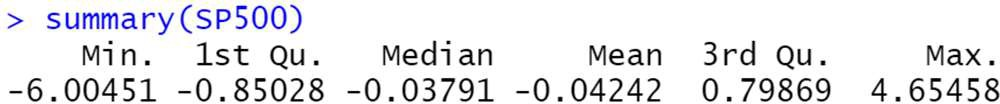 > summary(SP500)
Min. 1st Qu. Median Mean 3rd Qu. Max.
-6.00451 -0.85028 -0.03791 -0.04242 0.79869 4.65458